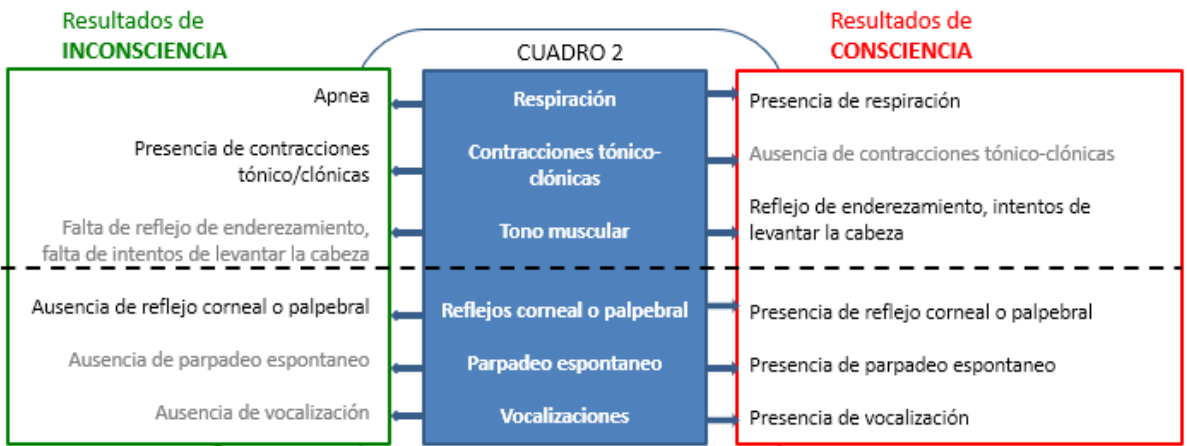 Resultados de
INCONSCIENCIA
CUADRO 2
Resultados de
CONSCIENCIA
Apnea
Respiración
Presencia de respiración
Presencia de contracciones
tónico/clónicas
Contracciones tónico-
clónicas
Ausencia de contracciones tónico-clónicas
Falta de reflejo de enderezamiento,
falta de intentos de levantar la cabeza
Tono muscular
Reflejo de enderezamiento, intentos de
levantar la cabeza
Ausencia de reflejo corneal o palpebral
Reflejos corneal o palpebral
Presencia de reflejo corneal o palpebral
Ausencia de parpadeo espontaneo
Parpadeo espontaneo
Presencia de parpadeo espontaneo
Ausencia de vocalización
Vocalizaciones
Presencia de vocalización